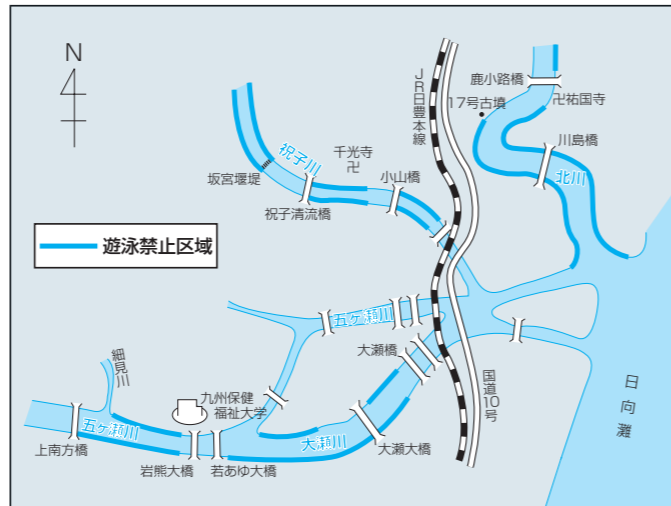 N
JR日豊本線
鹿小路橋
17号古墳
卍祐国寺
川島橋
北川
祝子川
千光寺
卍
小山橋
坂宮堰堤
祝子清流橋
遊泳禁止区域
五ケ瀬川
大瀬橋
細見川
九州保健
福祉大学
国道10号
日向灘
五ケ瀬川
大瀬川
上南方橋
岩熊大橋
若あゆ大橋
大瀬大橋